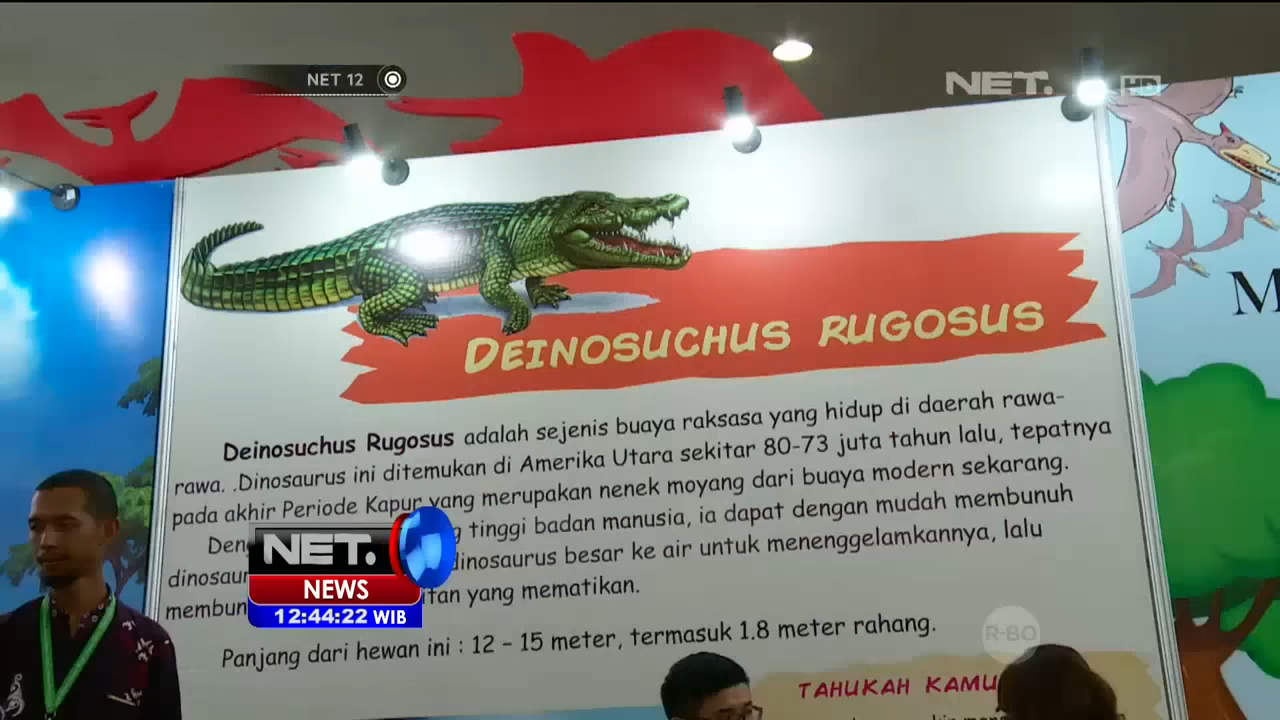 NET 12
NET. HD
M
DEINOSUCHUS RUGOSUS
Deinosuchus Rugosus adalah sejenis buaya raksasa yang hidup di daerah rawa-
rawa. .Dinosaurus ini ditemukan di Amerika Utara sekitar 80-73 juta tahun lalu, tepatnya
pada akhir Periode Kapur yang merupakan nenek moyang dari buaya modern sekarang.
tinggi badan manusia, ia dapat dengan mudah membunuh
dinosaurus besar ke air untuk menenggelamkannya, lalu
yang mematikan.
Panjang dari hewan ini : 12 - 15 meter, termasuk 1.8 meter rahang.
NET.
NEWS
12:44:22 WIB
R-BO
TAHUKAH KAMU